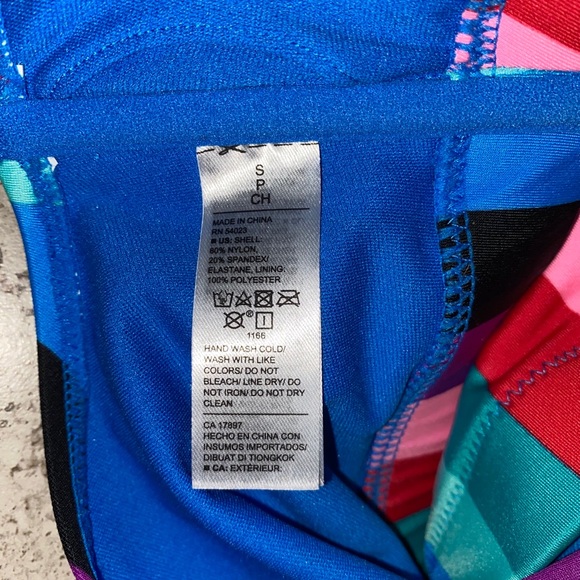 S
P
CH
MADE IN CHINA
RN 54023
US: SHELL:
80% NYLON,
20% SPANDEX/
ELASTANE, LINING:
100% POLYESTER
1166
HAND WASH COLD/
WASH WITH LIKE
COLORS/ DO NOT
BLEACH/ LINE DRY/ DO
NOT IRON/ DO NOT DRY
CLEAN
CA 17897
HECHO EN CHINA CON
INSUMOS IMPORTADOS/
DIBUAT DI TIONGKOK
CA: EXTÉRIEUR: